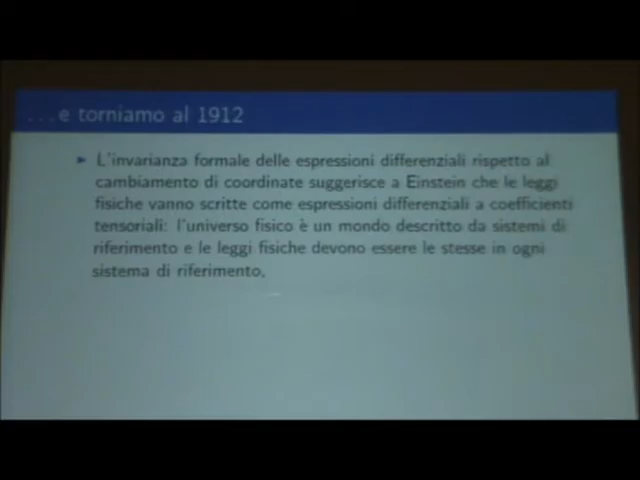 ...e torniamo al 1912
L'invarianza formale delle espressioni differenziali rispetto al
cambiamento di coordinate suggerisce a Einstein che le leggi
fisiche vanno scritte come espressioni differenziali a coefficienti
tensoriali: l'universo fisico è un mondo descritto da sistemi di
riferimento e le leggi fisiche devono essere le stesse in ogni
sistema di riferimento.